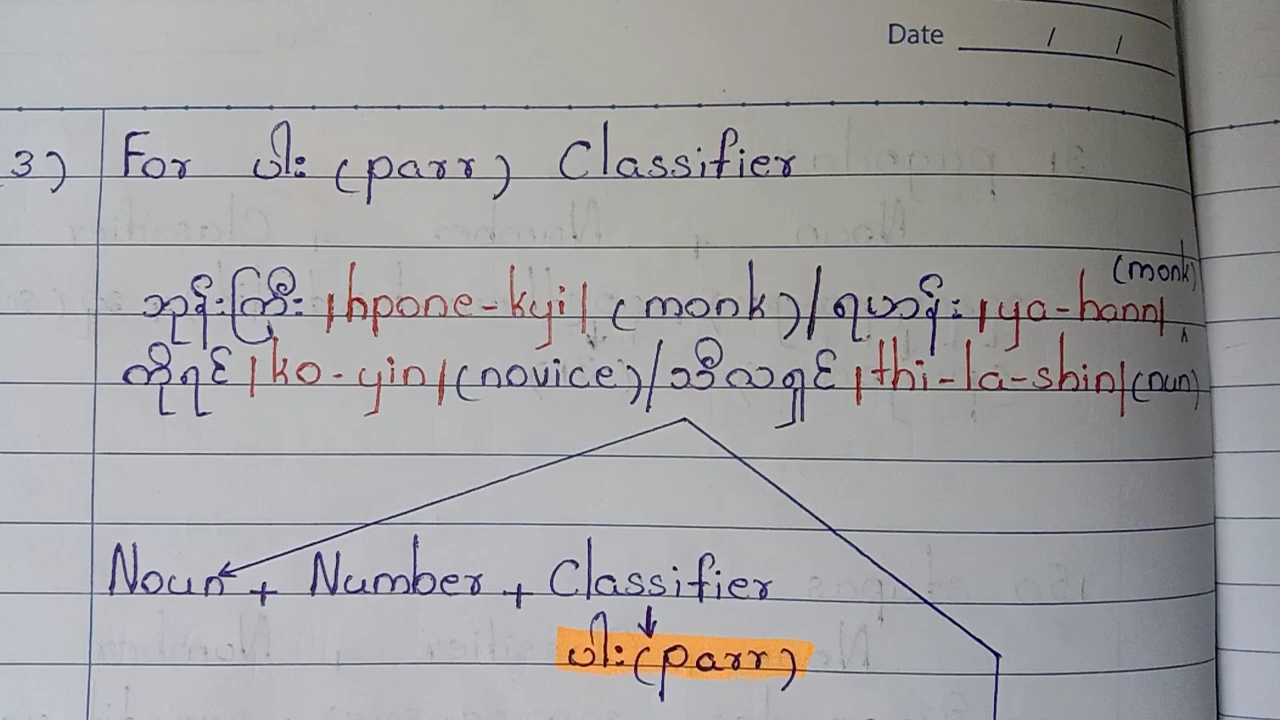 Date / /
3) For ပါး (parr) Classifier
(monk)
ဘုန်းကြီး /hpone-kyi/ (monk) / ရဟန်း /ya-hann/ ^
ကိုရင် /ko-yin/ (novice) / သီလရှင် /thi-la-shin/ (nun)
Noun + Number + Classifier
ပါး (parr)